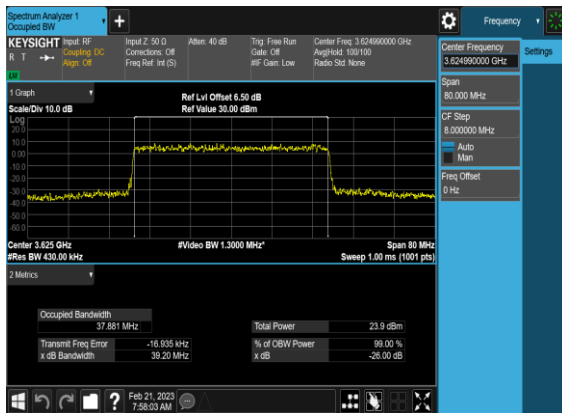 Spectrum Analyzer 1
Occupied BW
Frequency
KEYSIGHT
R T
LXI
Input: RF
Coupling: DC
Align: Off
Input Z: 50 Ω
Corrections: Off
Freq Ref: Int (S)
Atten: 40 dB
Trig: Free Run
Gate: Off
#IF Gain: Low
Center Freq: 3.624990000 GHz
Avg|Hold: 100/100
Radio Std: None
Center Frequency
3.624990000 GHz
Settings
Span
80.000 MHz
CF Step
8.000000 MHz
Auto
Man
Freq Offset
0 Hz
1 Graph
Scale/Div 10.0 dB
Ref Lvl Offset 6.50 dB
Ref Value 30.00 dBm
Log
20.0
10.0
0.00
-10.0
-20.0
-30.0
-40.0
-50.0
-60.0
Center 3.625 GHz
#Res BW 430.00 kHz
#Video BW 1.3000 MHz*
Span 80 MHz
Sweep 1.00 ms (1001 pts)
2 Metrics
Occupied Bandwidth
37.881 MHz
Total Power 23.9 dBm
Transmit Freq Error -16.935 kHz
% of OBW Power 99.00 %
x dB Bandwidth 39.20 MHz
x dB -26.00 dB
?
Feb 21, 2023
7:58:03 AM